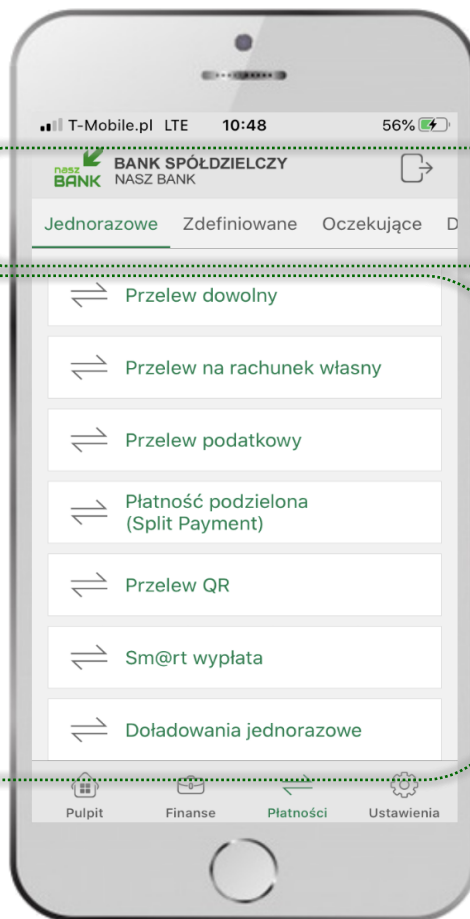 T-Mobile.pl LTE 10:48 56%
nasz BANK BANK SPÓŁDZIELCZY
NASZ BANK
Jednorazowe Zdefiniowane Oczekujące D
Przelew dowolny
Przelew na rachunek własny
Przelew podatkowy
Płatność podzielona
(Split Payment)
Przelew QR
Sm@rt wypłata
Doładowania jednorazowe
Pulpit Finanse Płatności Ustawienia